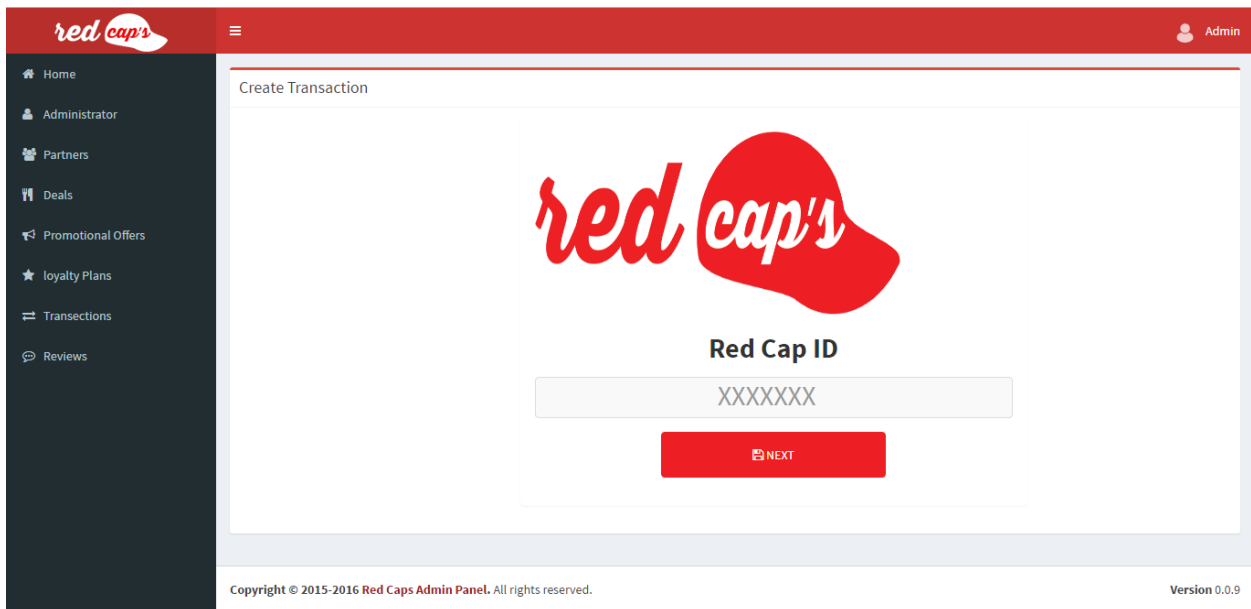 red cap's
Admin
Home
Administrator
Partners
Deals
Promotional Offers
loyalty Plans
Transections
Reviews
Create Transaction
red cap's
Red Cap ID
XXXXXXX
NEXT
Copyright © 2015-2016 Red Caps Admin Panel. All rights reserved.
Version 0.0.9